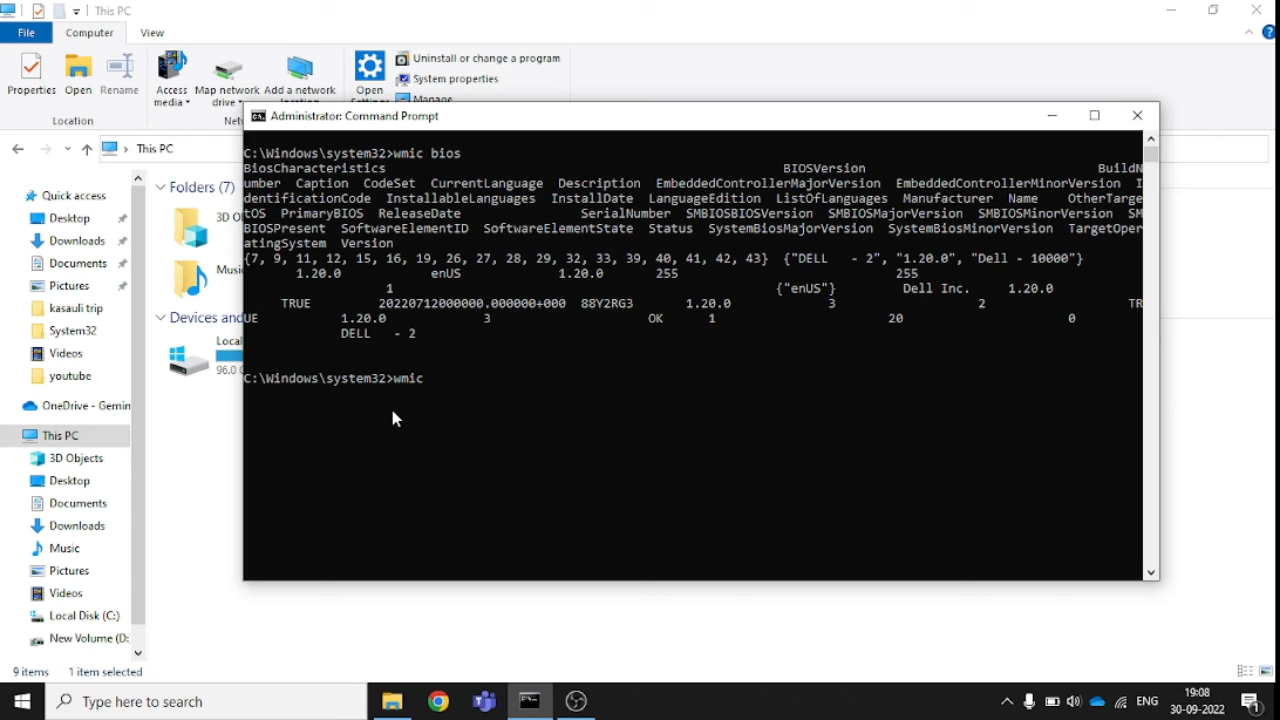 This PC
File Computer View
Properties Open Rename Access media Map network drive Add a network location Open Settings
Uninstall or change a program
System properties
Manage
Location
This PC
Quick access
Desktop
Downloads
Documents
Pictures
kasauli trip
System32
Videos
youtube
OneDrive - Gemin
This PC
3D Objects
Desktop
Documents
Downloads
Music
Pictures
Videos
Local Disk (C:)
New Volume (D:
Folders (7)
3D O
Music
Devices and
Local
96.0
Administrator: Command Prompt
C:\Windows\system32>wmic bios
BiosCharacteristics BIOSVersion BuildN
umber Caption CodeSet CurrentLanguage Description EmbeddedControllerMajorVersion EmbeddedControllerMinorVersion I
dentificationCode InstallableLanguages InstallDate LanguageEdition ListOfLanguages Manufacturer Name OtherTarge
tOS PrimaryBIOS ReleaseDate SerialNumber SMBIOSBIOSVersion SMBIOSMajorVersion SMBIOSMinorVersion SM
BIOSPresent SoftwareElementID SoftwareElementState Status SystemBiosMajorVersion SystemBiosMinorVersion TargetOper
atingSystem Version
{7, 9, 11, 12, 15, 16, 19, 26, 27, 28, 29, 32, 33, 39, 40, 41, 42, 43} {"DELL - 2", "1.20.0", "Dell - 10000"}
1.20.0 enUS 1.20.0 255 255
1 {"enUS"} Dell Inc. 1.20.0
TRUE 20220712000000.000000+000 88Y2RG3 1.20.0 3 2 TR
UE 1.20.0 3 OK 1 20 0
DELL - 2
C:\Windows\system32>wmic
9 items 1 item selected
Type here to search
ENG
19:08
30-09-2022
1